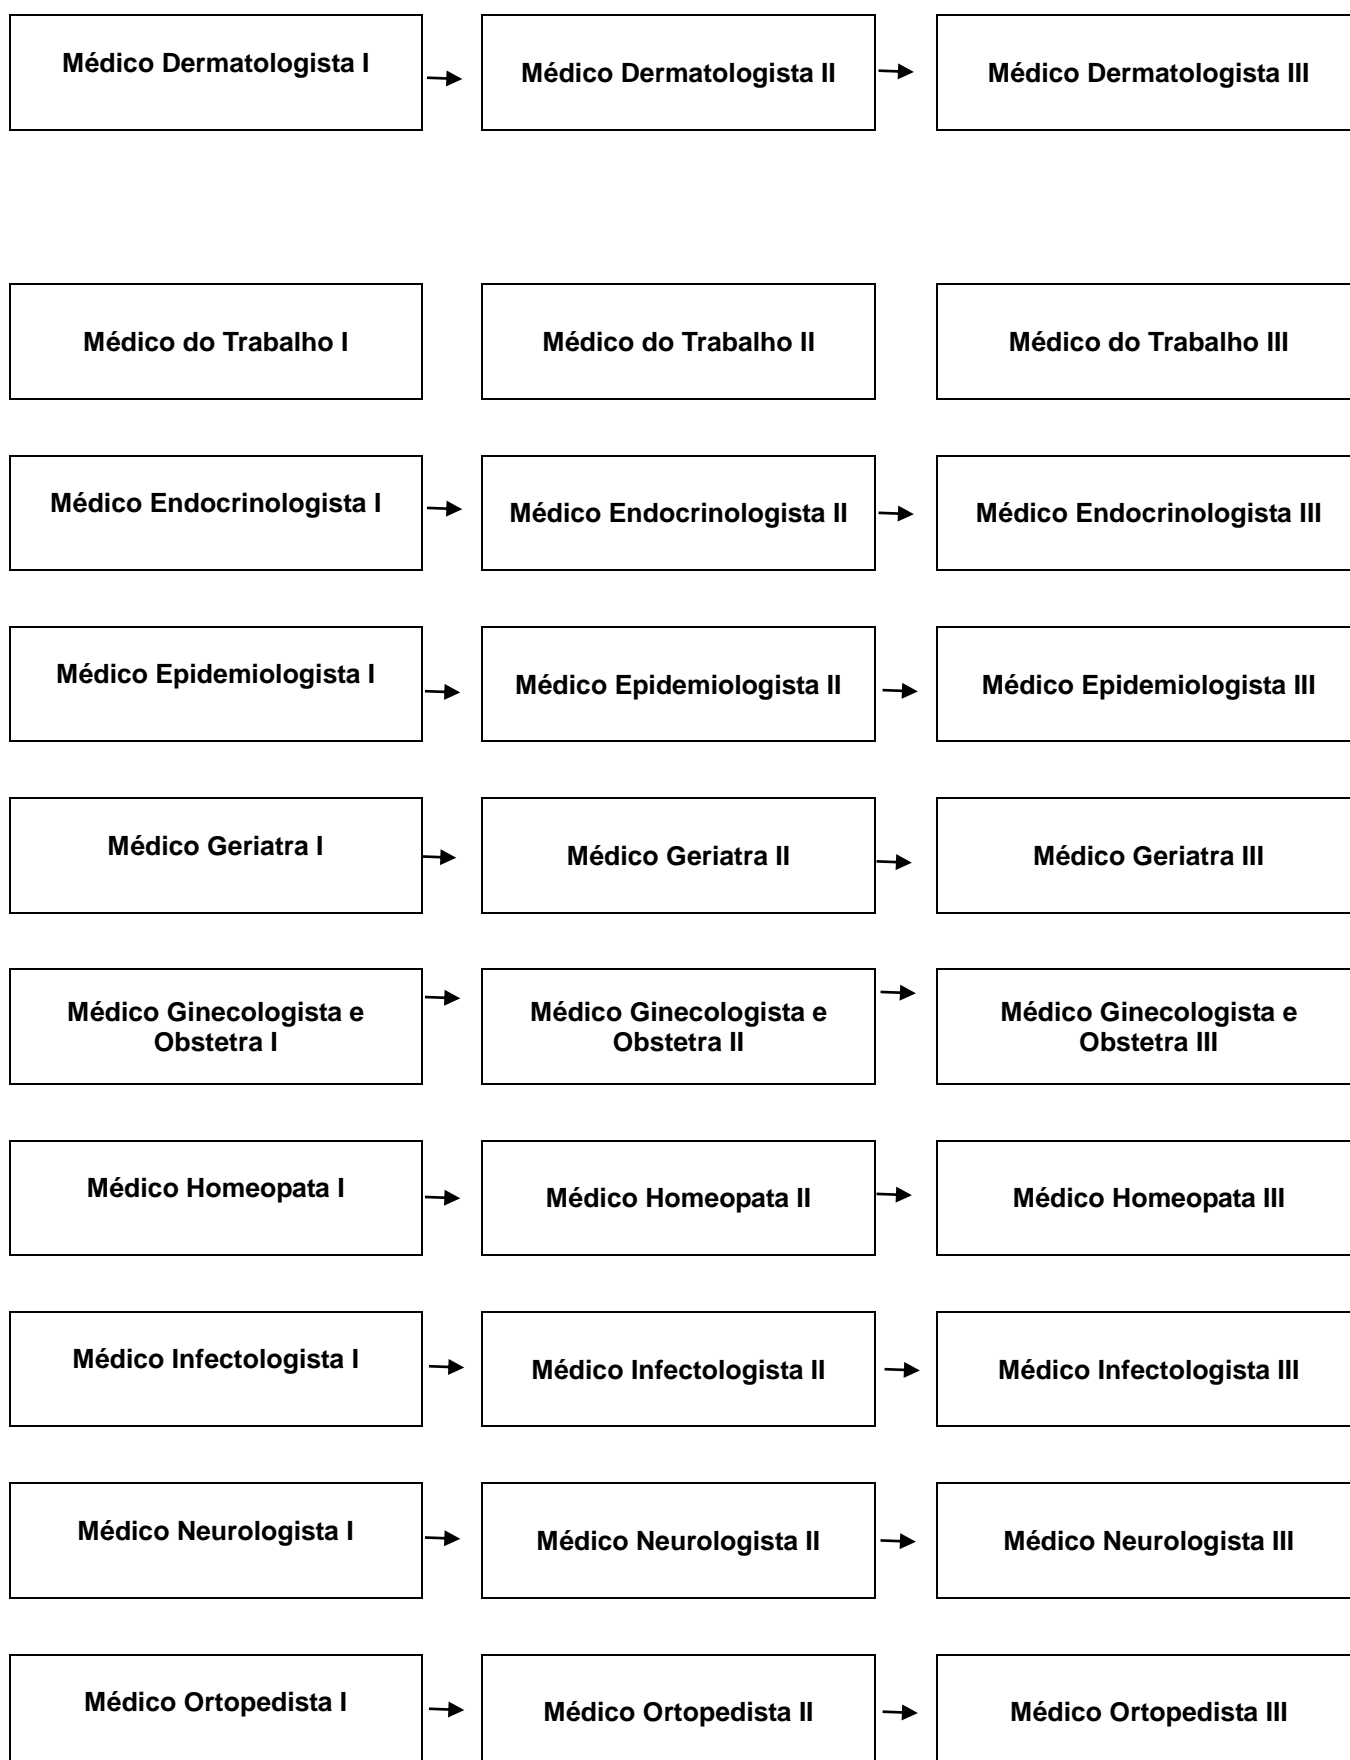 Médico Dermatologista I
Médico Dermatologista II
Médico Dermatologista III
Médico do Trabalho I
Médico do Trabalho II
Médico do Trabalho III
Médico Endocrinologista I
Médico Endocrinologista II
Médico Endocrinologista III
Médico Epidemiologista I
Médico Epidemiologista II
Médico Epidemiologista III
Médico Geriatra I
Médico Geriatra II
Médico Geriatra III
Médico Ginecologista e
Obstetra I
Médico Ginecologista e
Obstetra II
Médico Ginecologista e
Obstetra III
Médico Homeopata I
Médico Homeopata II
Médico Homeopata III
Médico Infectologista I
Médico Infectologista II
Médico Infectologista III
Médico Neurologista I
Médico Neurologista II
Médico Neurologista III
Médico Ortopedista I
Médico Ortopedista II
Médico Ortopedista III